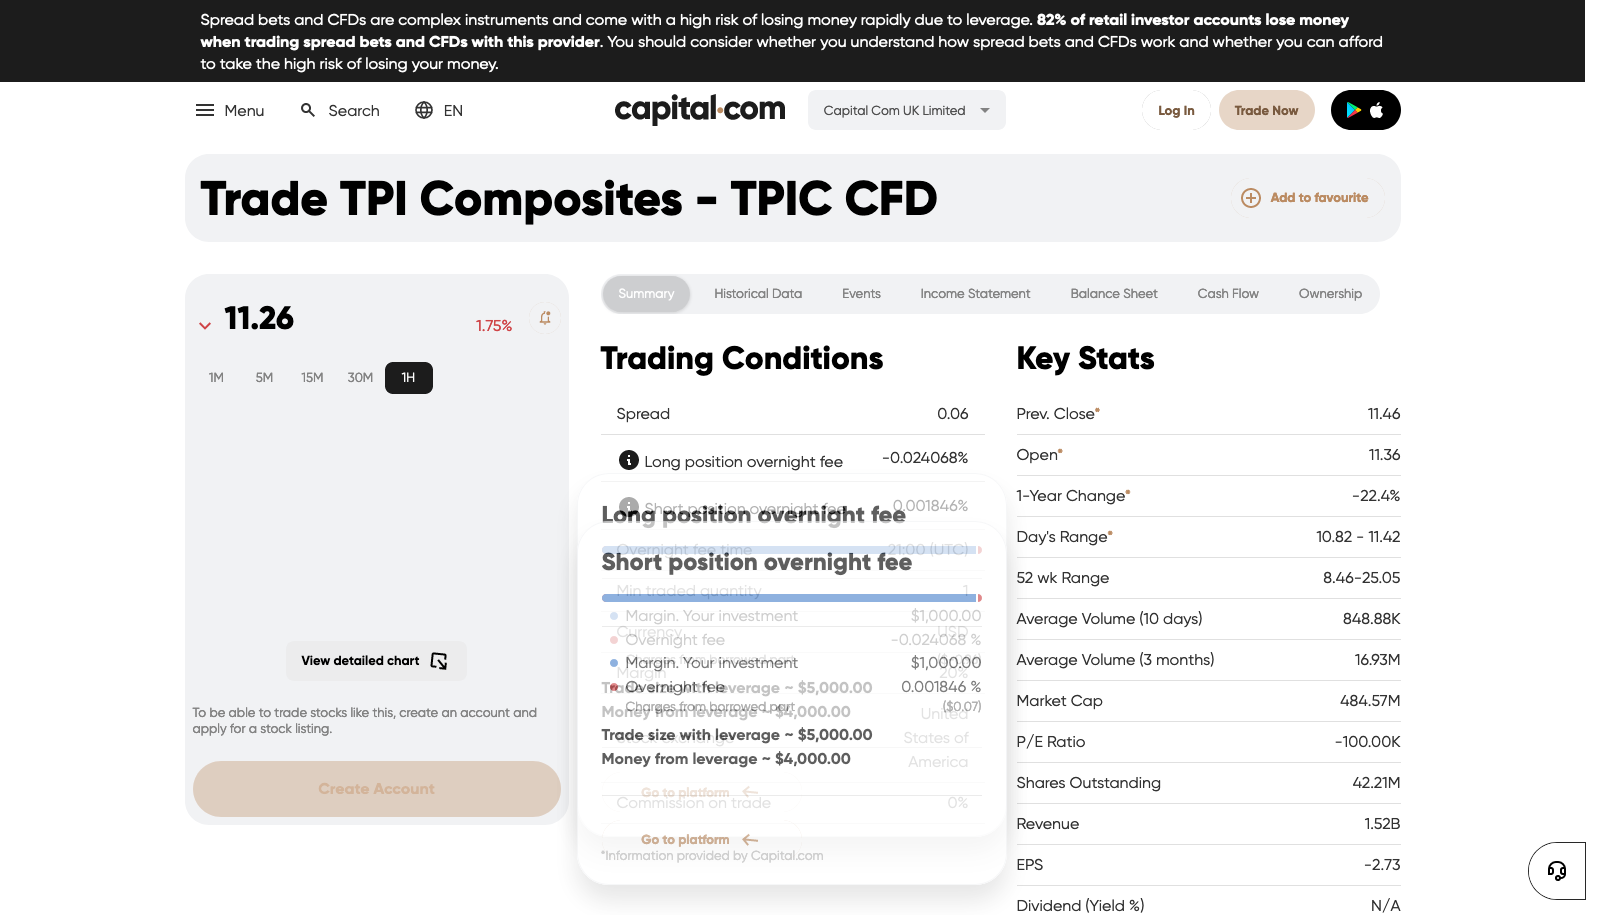 Spread bets and CFDs are complex instruments and come with a high risk of losing money rapidly due to leverage. 82% of retail investor accounts lose money
when trading spread bets and CFDs with this provider. You should consider whether you understand how spread bets and CFDs work and whether you can afford
to take the high risk of losing your money.
Menu
Search
EN
capital.com
Capital Com UK Limited
Log In
Trade Now
Trade TPI Composites - TPIC CFD
Add to favourite
11.26
1.75%
1M 5M 15M 30M 1H
View detailed chart
To be able to trade stocks like this, create an account and
apply for a stock listing.
Create Account
Summary Historical Data Events Income Statement Balance Sheet Cash Flow Ownership
Trading Conditions
Spread 0.06
Long position overnight fee -0.024068%
Short position overnight fee 0.001846%
Long position overnight fee
Overnight fee time 21:00 (UTC)
Short position overnight fee
Min traded quantity 1
Margin. Your investment $1,000.00
Currency USD
Overnight fee -0.024068 %
Margin. Your investment $1,000.00
Margin 20%
Trade size with leverage ~ $5,000.00
Overnight fee 0.001846 %
Charges from borrowed part ($0.07)
Money from leverage ~ $4,000.00
United
Trade size with leverage ~ $5,000.00
States of
Money from leverage ~ $4,000.00
America
Go to platform
Commission on trade 0%
Go to platform
*Information provided by Capital.com
Key Stats
Prev. Close* 11.46
Open* 11.36
1-Year Change* -22.4%
Day's Range* 10.82 - 11.42
52 wk Range 8.46-25.05
Average Volume (10 days) 848.88K
Average Volume (3 months) 16.93M
Market Cap 484.57M
P/E Ratio -100.00K
Shares Outstanding 42.21M
Revenue 1.52B
EPS -2.73
Dividend (Yield %) N/A